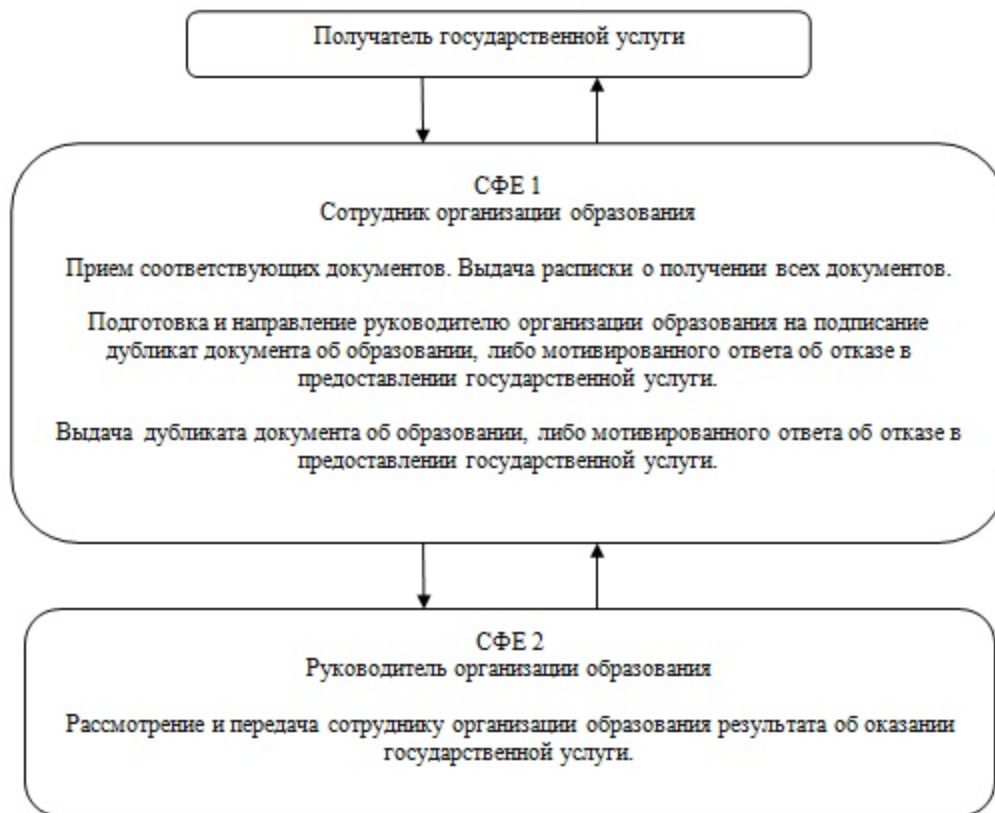 Получатель государственной услуги
СФЕ 1
Сотрудник организации образования
Прием соответствующих документов. Выдача расписки о получении всех документов.
Подготовка и направление руководителю организации образования на подписание
дубликат документа об образовании, либо мотивированного ответа об отказе в
предоставлении государственной услуги.
Выдача дубликата документа об образовании, либо мотивированного ответа об отказе в
предоставлении государственной услуги.
СФЕ 2
Руководитель организации образования
Рассмотрение и передача сотруднику организации образования результата об оказании
государственной услуги.